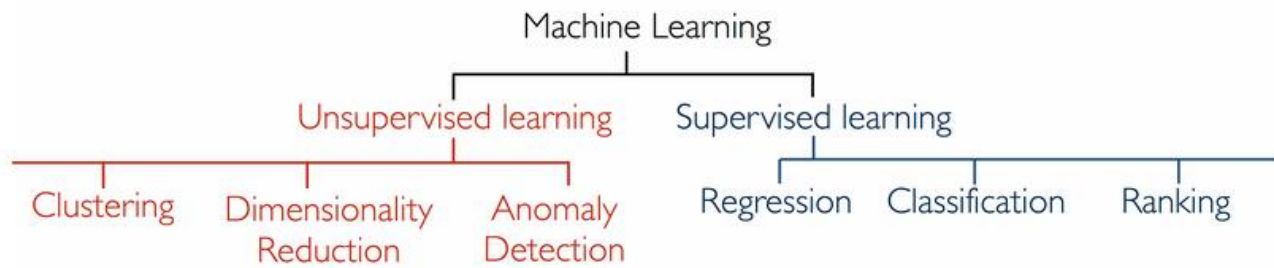 Machine Learning
Unsupervised learning
Supervised learning
Clustering
Dimensionality
Reduction
Anomaly
Detection
Regression
Classification
Ranking